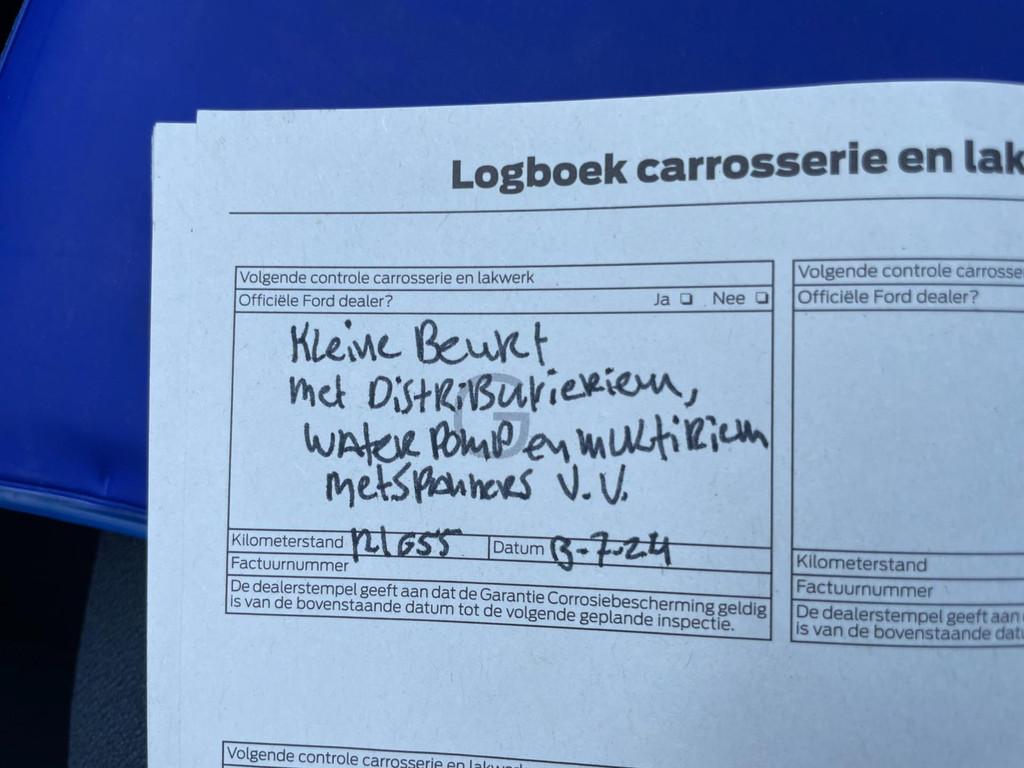 Logboek carrosserie en lak
Volgende controle carrosserie en lakwerk
Officiële Ford dealer? Ja ❑ Nee ❑
Kleine Beurt
met DistRiButieRiem,
WAteR Pomp en multiRiem
met SPanners V.V.
Kilometerstand 121655 Datum 13-7-24
Factuurnummer
De dealerstempel geeft aan dat de Garantie Corrosiebescherming geldig
is van de bovenstaande datum tot de volgende geplande inspectie.
Volgende controle carrosse
Officiële Ford dealer?
Kilometerstand
Factuurnummer
De dealerstempel geeft aan
is van de bovenstaande dat
Volgende controle carrosserie en lakwerk